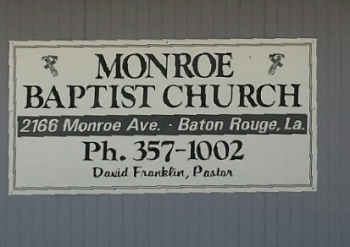 MONROE
BAPTIST CHURCH
2166 Monroe Ave. · Baton Rouge, La.
Ph. 357-1002
David Franklin, Pastor